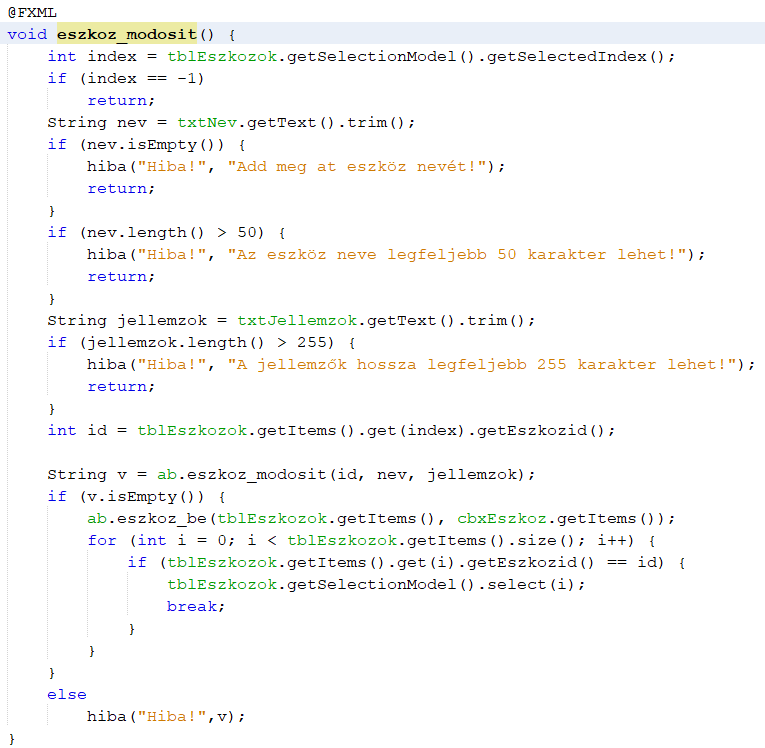 @FXML
void eszkoz_modosit() {
    int index = tblEszkozok.getSelectionModel().getSelectedIndex();
    if (index == -1)
        return;
    String nev = txtNev.getText().trim();
    if (nev.isEmpty()) {
        hiba("Hiba!", "Add meg at eszköz nevét!");
        return;
    }
    if (nev.length() > 50) {
        hiba("Hiba!", "Az eszköz neve legfeljebb 50 karakter lehet!");
        return;
    }
    String jellemzok = txtJellemzok.getText().trim();
    if (jellemzok.length() > 255) {
        hiba("Hiba!", "A jellemzők hossza legfeljebb 255 karakter lehet!");
        return;
    }
    int id = tblEszkozok.getItems().get(index).getEszkozid();

    String v = ab.eszkoz_modosit(id, nev, jellemzok);
    if (v.isEmpty()) {
        ab.eszkoz_be(tblEszkozok.getItems(), cbxEszkoz.getItems());
        for (int i = 0; i < tblEszkozok.getItems().size(); i++) {
            if (tblEszkozok.getItems().get(i).getEszkozid() == id) {
                tblEszkozok.getSelectionModel().select(i);
                break;
            }
        }
    }
    else
        hiba("Hiba!",v);
}